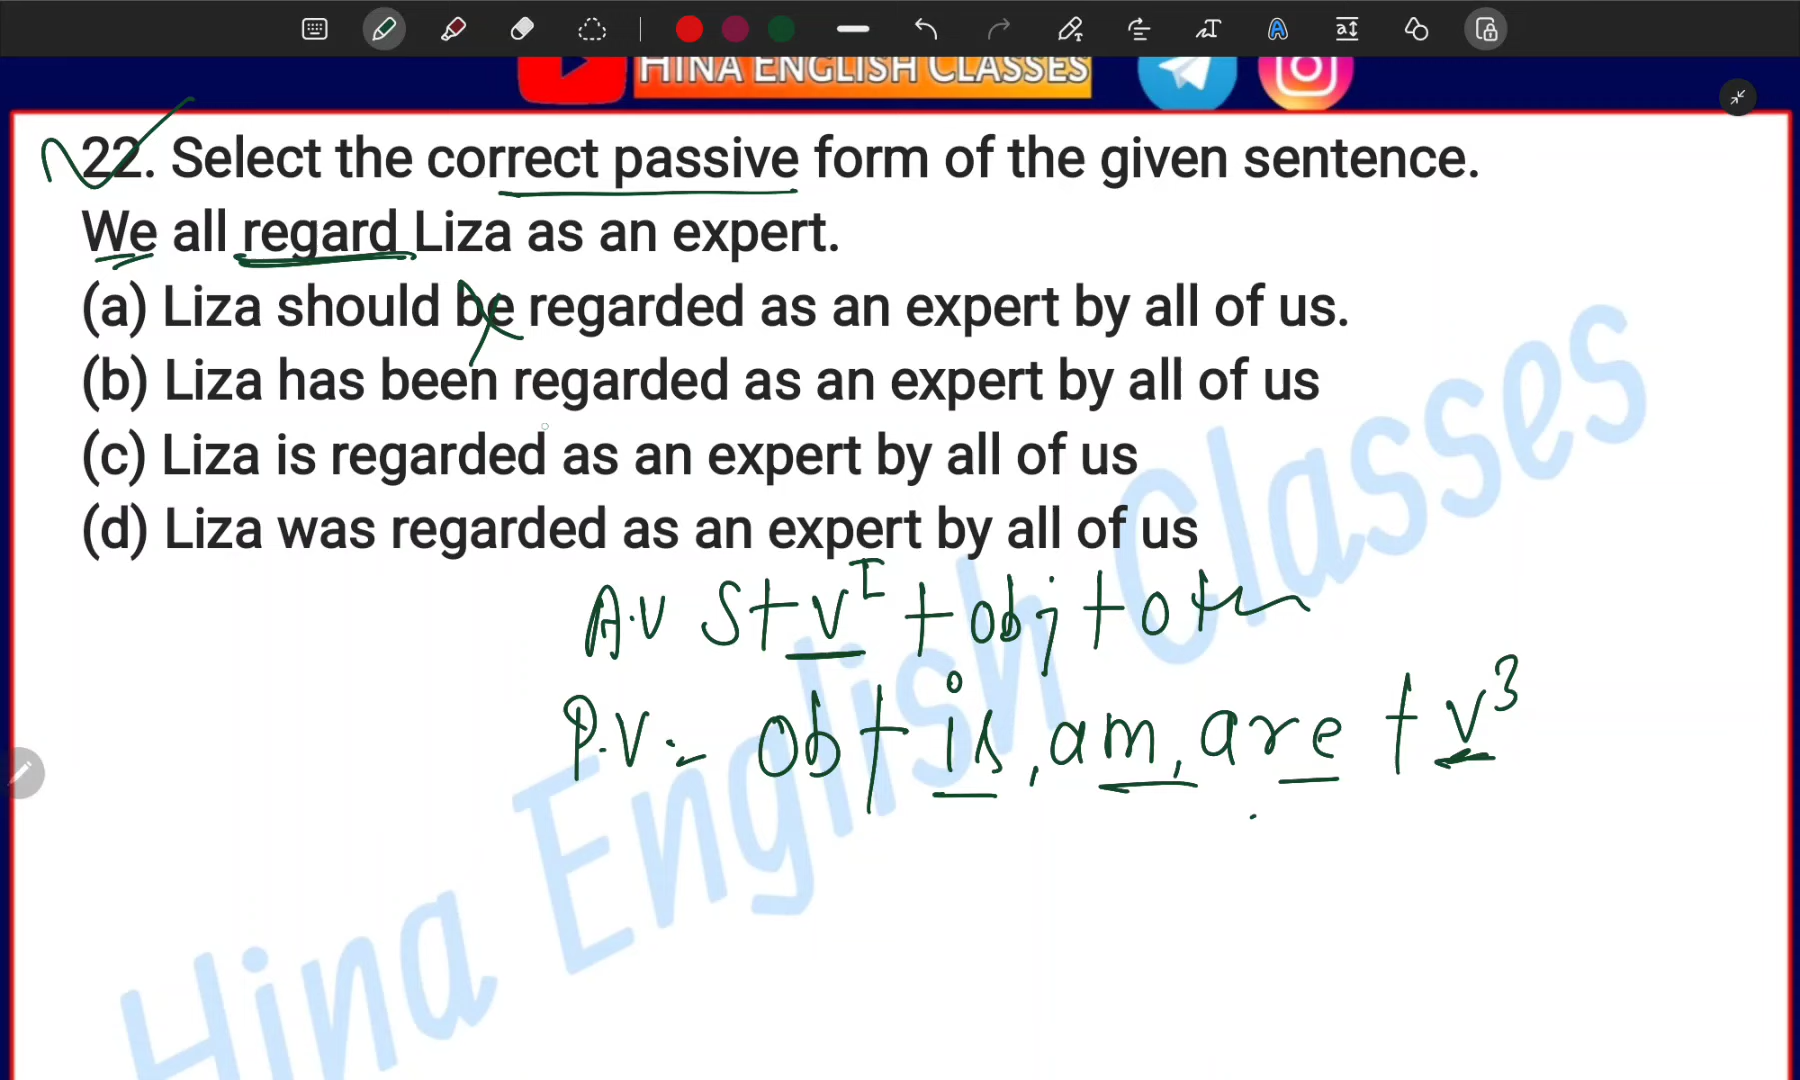 HINA ENGLISH CLASSES
22. Select the correct passive form of the given sentence.
We all regard Liza as an expert.
(a) Liza should be regarded as an expert by all of us.
(b) Liza has been regarded as an expert by all of us
(c) Liza is regarded as an expert by all of us
(d) Liza was regarded as an expert by all of us
A.V S+V^I + obj + oth
P.V :- ob + is, am, are + V^3
Hina English Classes